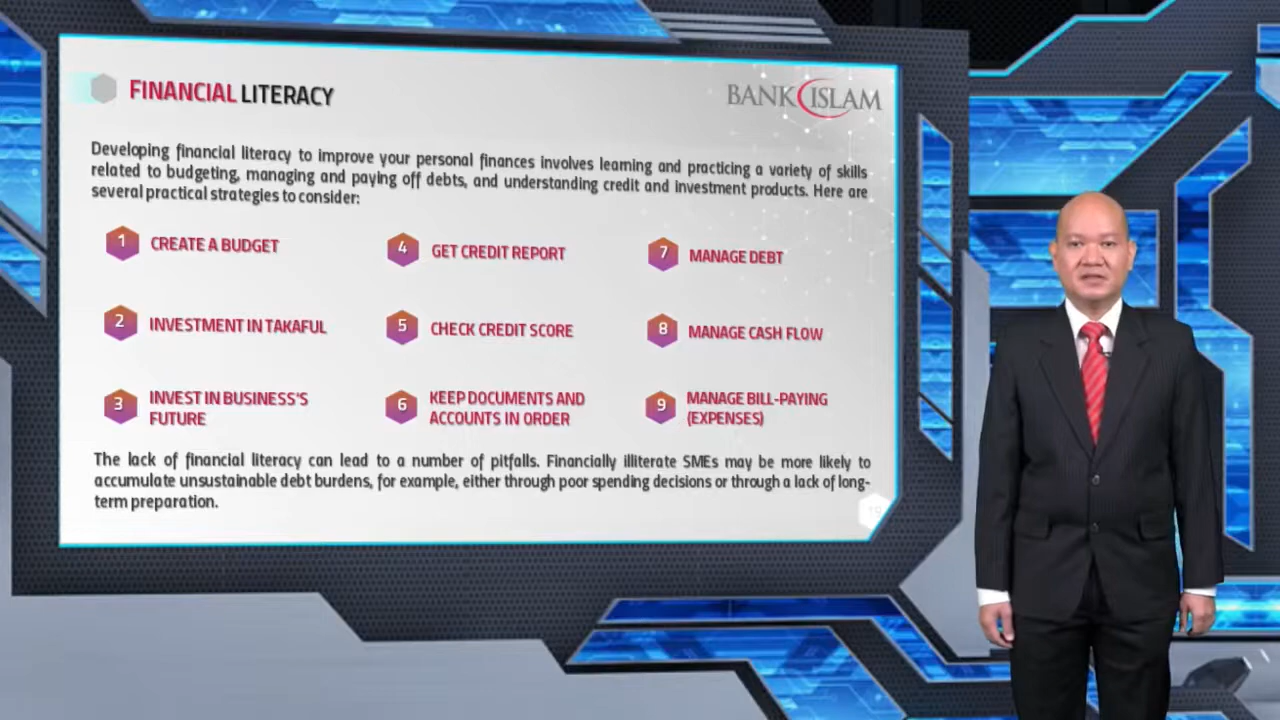 FINANCIAL LITERACY
BANK ISLAM
Developing financial literacy to improve your personal finances involves learning and practicing a variety of skills
related to budgeting, managing and paying off debts, and understanding credit and investment products. Here are
several practical strategies to consider:
1 CREATE A BUDGET
2 INVESTMENT IN TAKAFUL
3 INVEST IN BUSINESS'S
FUTURE
4 GET CREDIT REPORT
5 CHECK CREDIT SCORE
6 KEEP DOCUMENTS AND
ACCOUNTS IN ORDER
7 MANAGE DEBT
8 MANAGE CASH FLOW
9 MANAGE BILL-PAYING
(EXPENSES)
The lack of financial literacy can lead to a number of pitfalls. Financially illiterate SMEs may be more likely to
accumulate unsustainable debt burdens, for example, either through poor spending decisions or through a lack of long-
term preparation.